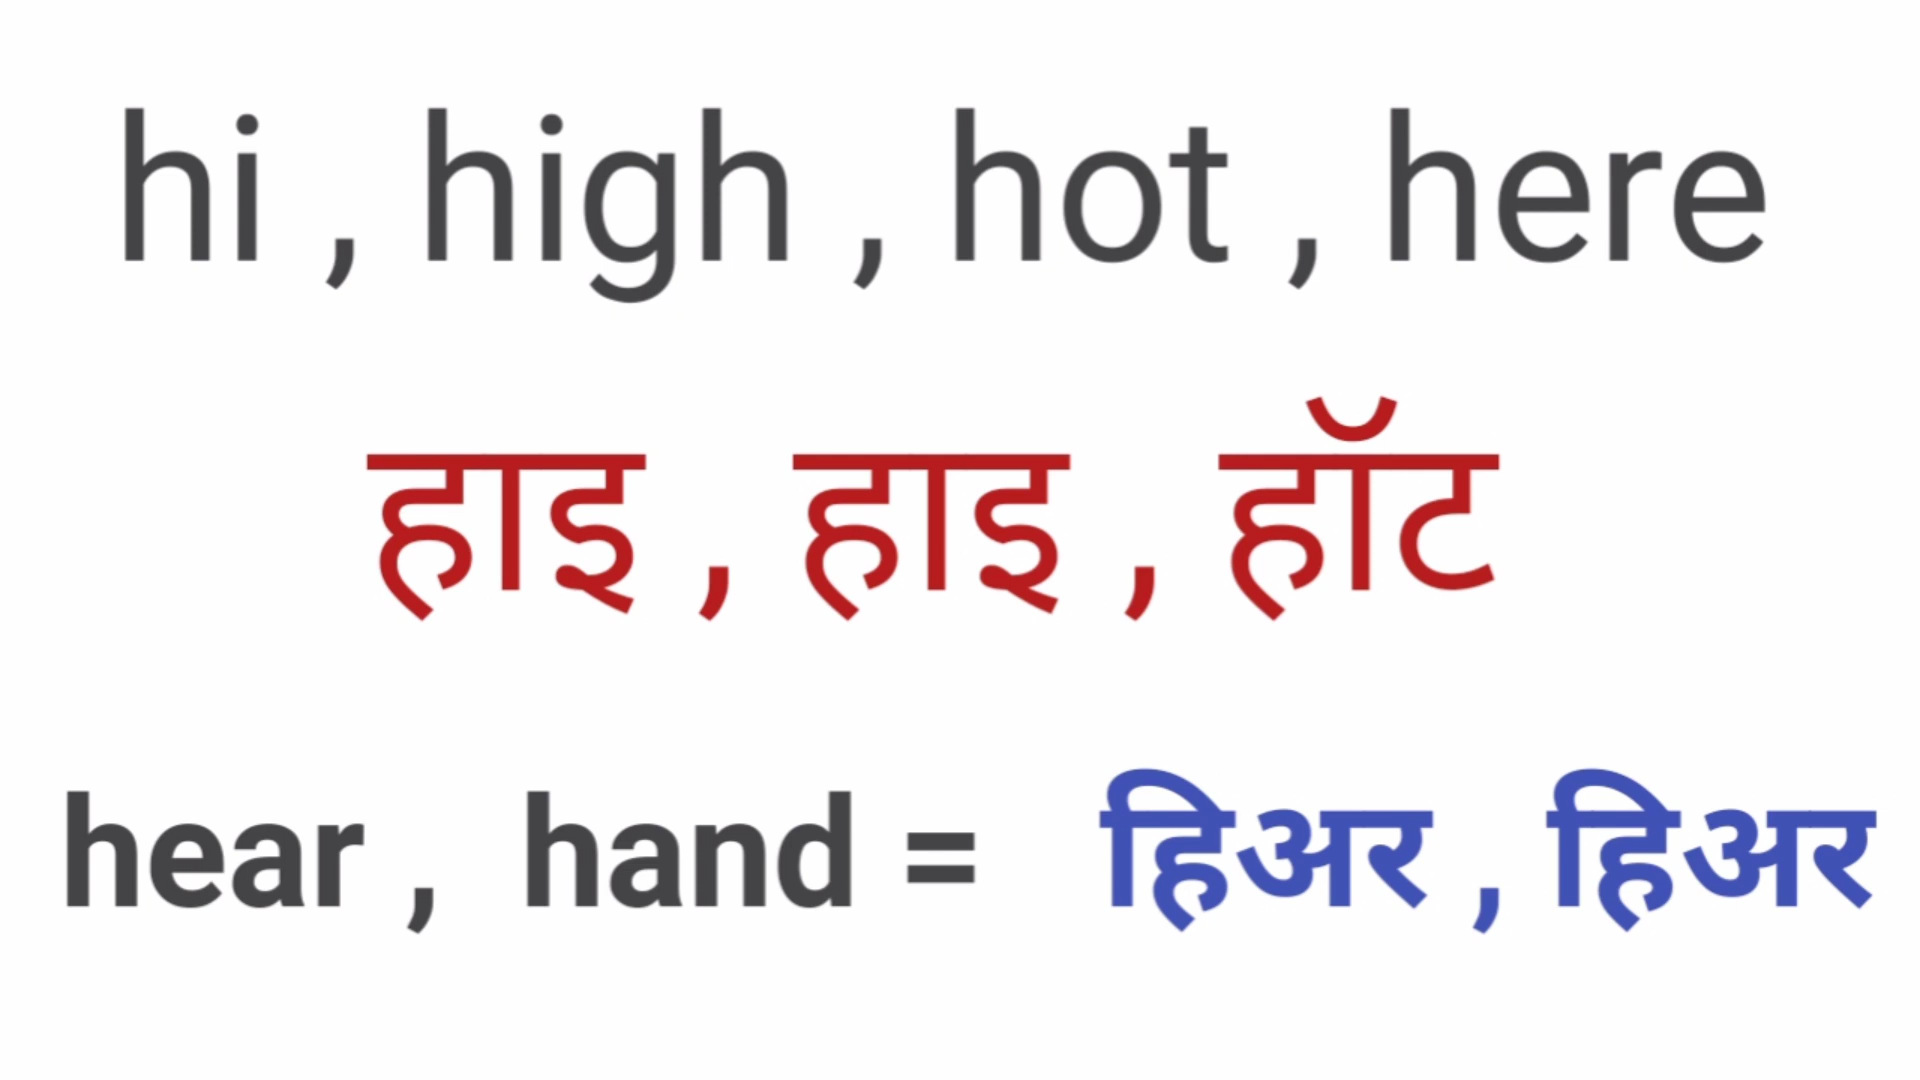 hi , high , hot , here
हाइ , हाइ , हॉट
hear , hand = हिअर , हिअर